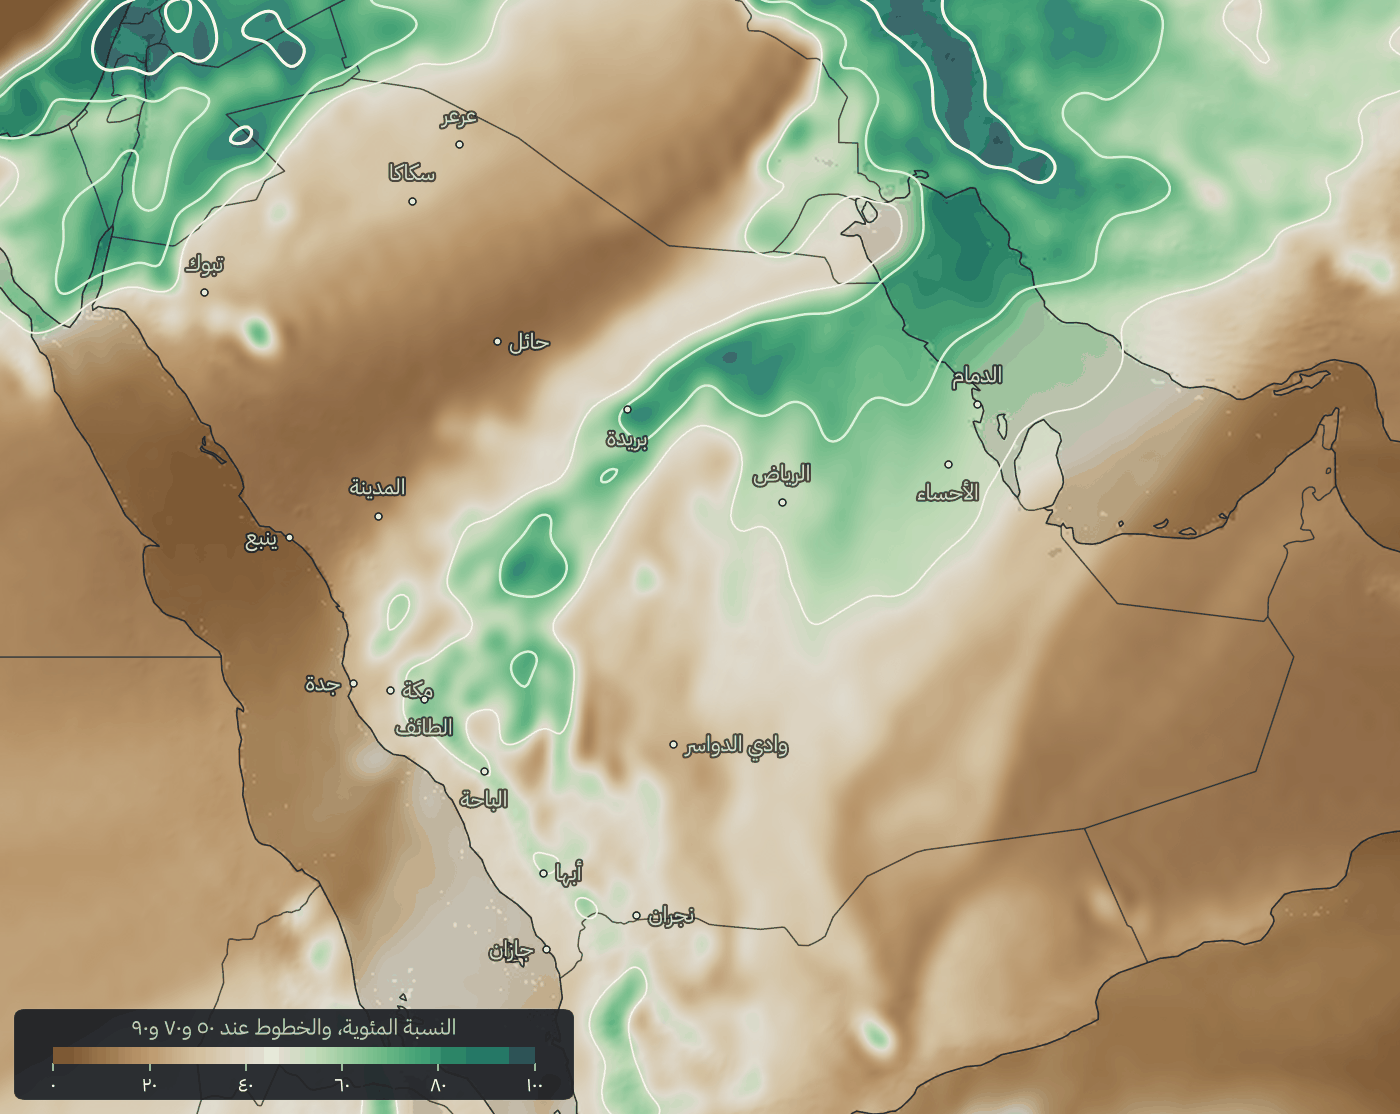 عرعر
سكاكا
تبوك
حائل
الدمام
بريدة
الرياض
الأحساء
المدينة
ينبع
جدة
مكة
الطائف
وادي الدواسر
الباحة
أبها
نجران
جازان
النسبة المئوية، والخطوط عند ٥٠ و٧٠ و٩٠
٠ ٢٠ ٤٠ ٦٠ ٨٠ ١٠٠